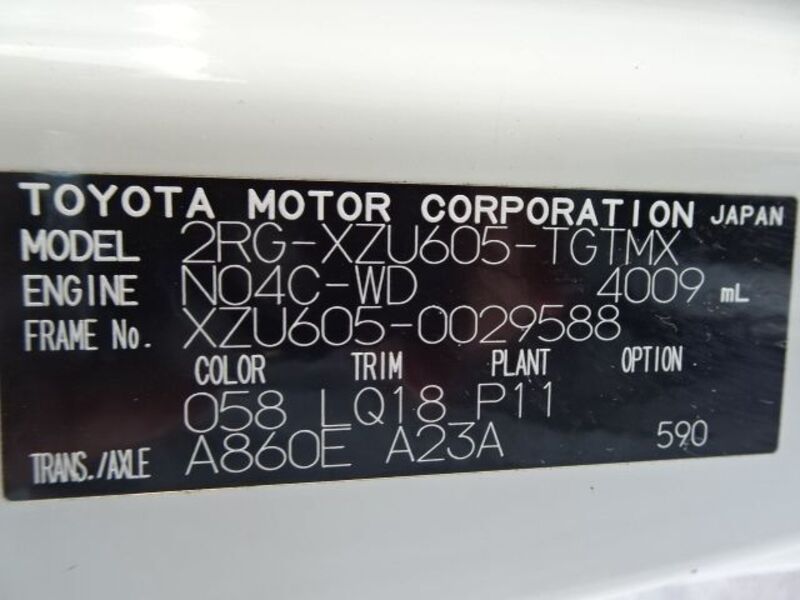 TOYOTA MOTOR CORPORATION JAPAN
MODEL 2RG-XZU605-TGTMX
ENGINE N04C-WD 4009 mL
FRAME No. XZU605-0029588
COLOR TRIM PLANT OPTION
058 LQ18 P11
TRANS./AXLE A860E A23A 590